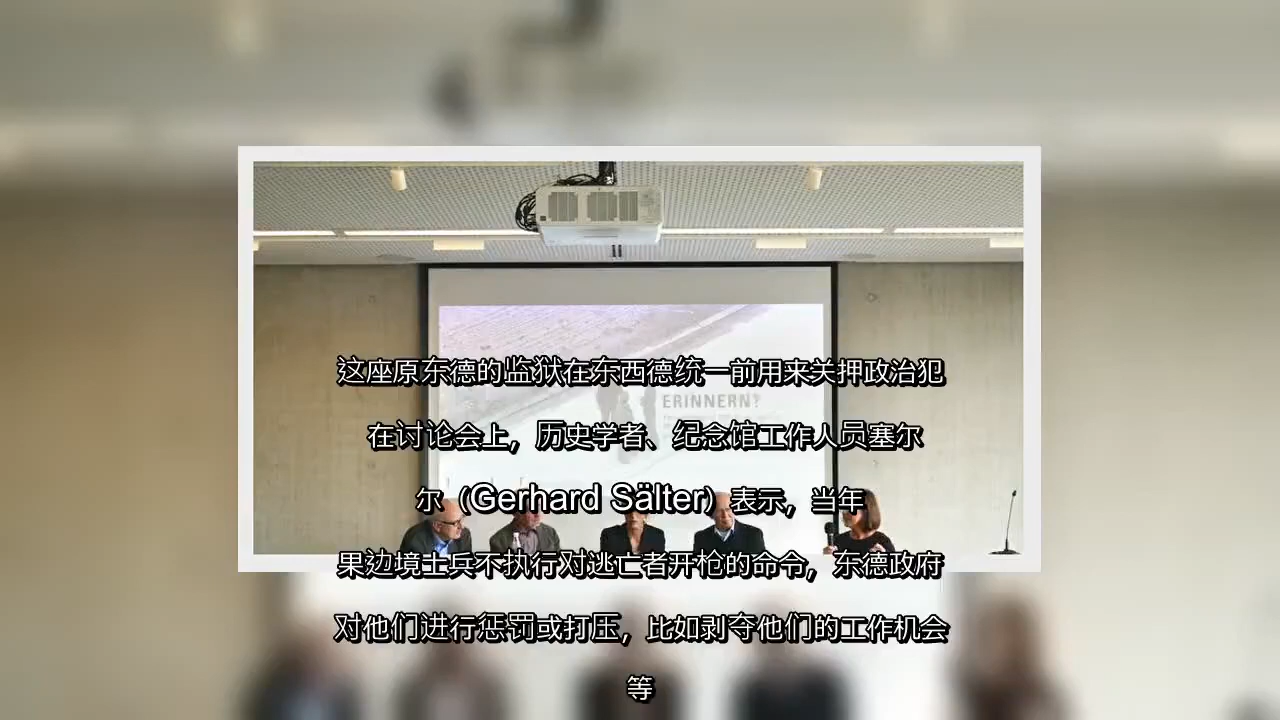 这座原东德的监狱在东西德统一前用来关押政治犯
在讨论会上，历史学者、纪念馆工作人员塞尔
尔（Gerhard Sälter）表示，当年
果边境士兵不执行对逃亡者开枪的命令，东德政府
对他们进行惩罚或打压，比如剥夺他们的工作机会
等
ERINNERN?